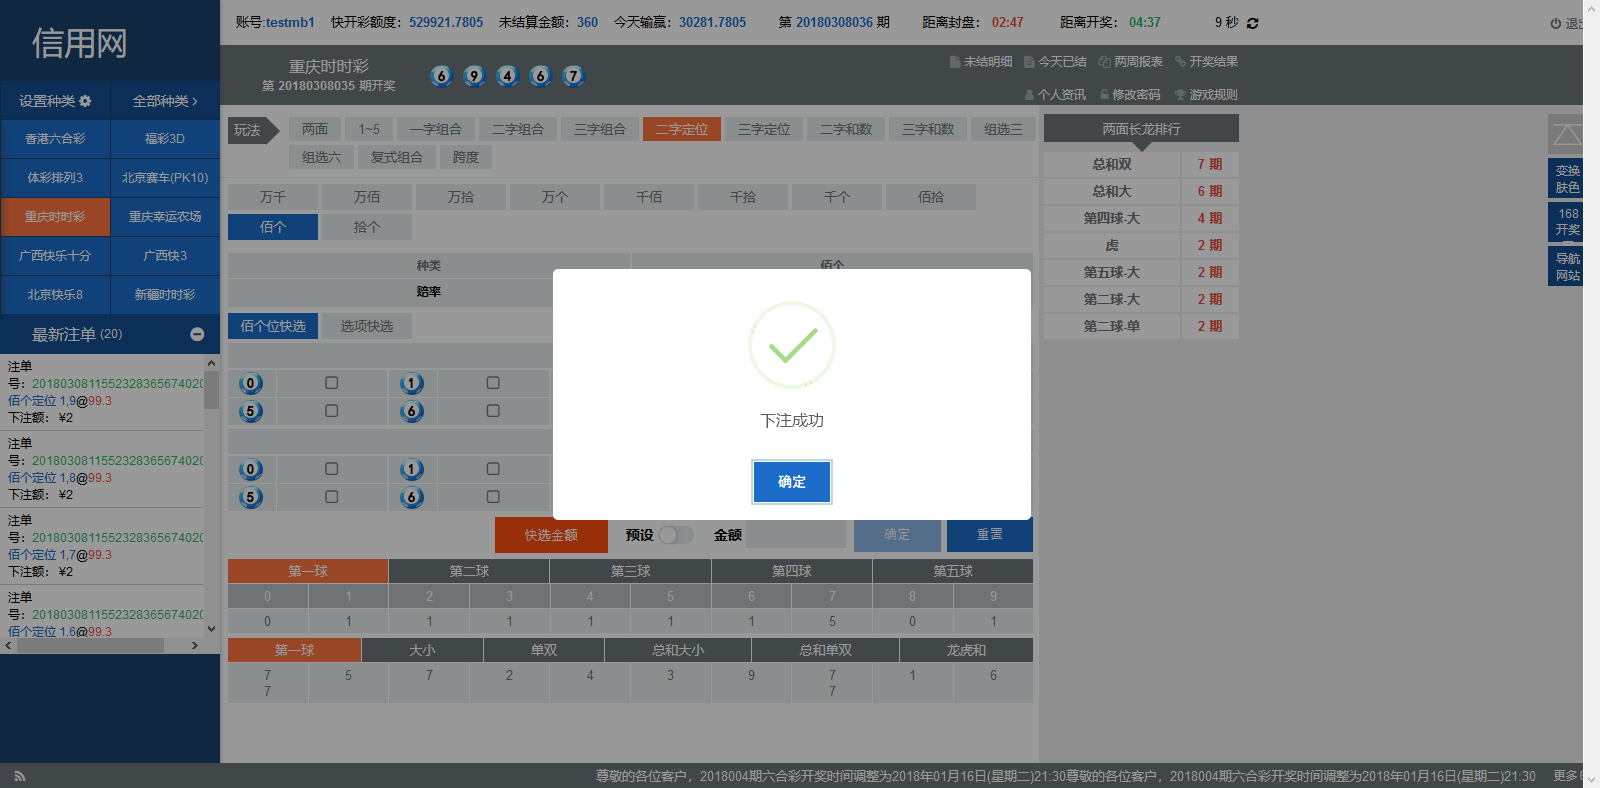 信用网
账号:testmb1 快开彩额度：529921.7805 未结算金额：360 今天输赢：30281.7805 第 20180308036 期 距离封盘：02:47 距离开奖：04:37 9 秒
重庆时时彩
第 20180308035 期开奖
6 9 4 6 7
未结明细 今天已结 两周报表 开奖结果
个人资讯 修改密码 游戏规则
设置种类 全部种类
香港六合彩 福彩3D
体彩排列3 北京赛车(PK10)
重庆时时彩 重庆幸运农场
广西快乐十分 广西快3
北京快乐8 新疆时时彩
最新注单 (20)
注单
号：20180308115523283656740
佰个定位 1,9@99.3
下注额： ¥2
注单
号：20180308115523283656740
佰个定位 1,8@99.3
下注额： ¥2
注单
号：20180308115523283656740
佰个定位 1,7@99.3
下注额： ¥2
注单
号：20180308115523283656740
佰个定位 1,6@99.3
玩法 两面 1~5 一字组合 二字组合 三字组合 二字定位 三字定位 二字和数 三字和数 组选三
组选六 复式组合 跨度
万千 万佰 万拾 万个 千佰 千拾 千个 佰拾
佰个 拾个
种类 佰个
赔率
佰个位快选 选项快选
0 1
5 6
0 1
5 6
下注成功
确定
快选金额 预设 金额 确定 重置
第一球 第二球 第三球 第四球 第五球
0 1 2 3 4 5 6 7 8 9
0 1 1 1 1 1 1 5 0 1
第一球 大小 单双 总和大小 总和单双 龙虎和
7 5 7 2 4 3 9 7 1 6
7 7
两面长龙排行
总和双 7 期
总和大 6 期
第四球-大 4 期
虎 2 期
第五球-大 2 期
第二球-大 2 期
第二球-单 2 期
变换
肤色
168
开奖
导航
网站
尊敬的各位客户，2018004期六合彩开奖时间调整为2018年01月16日(星期二)21:30尊敬的各位客户，2018004期六合彩开奖时间调整为2018年01月16日(星期二)21:30 更多